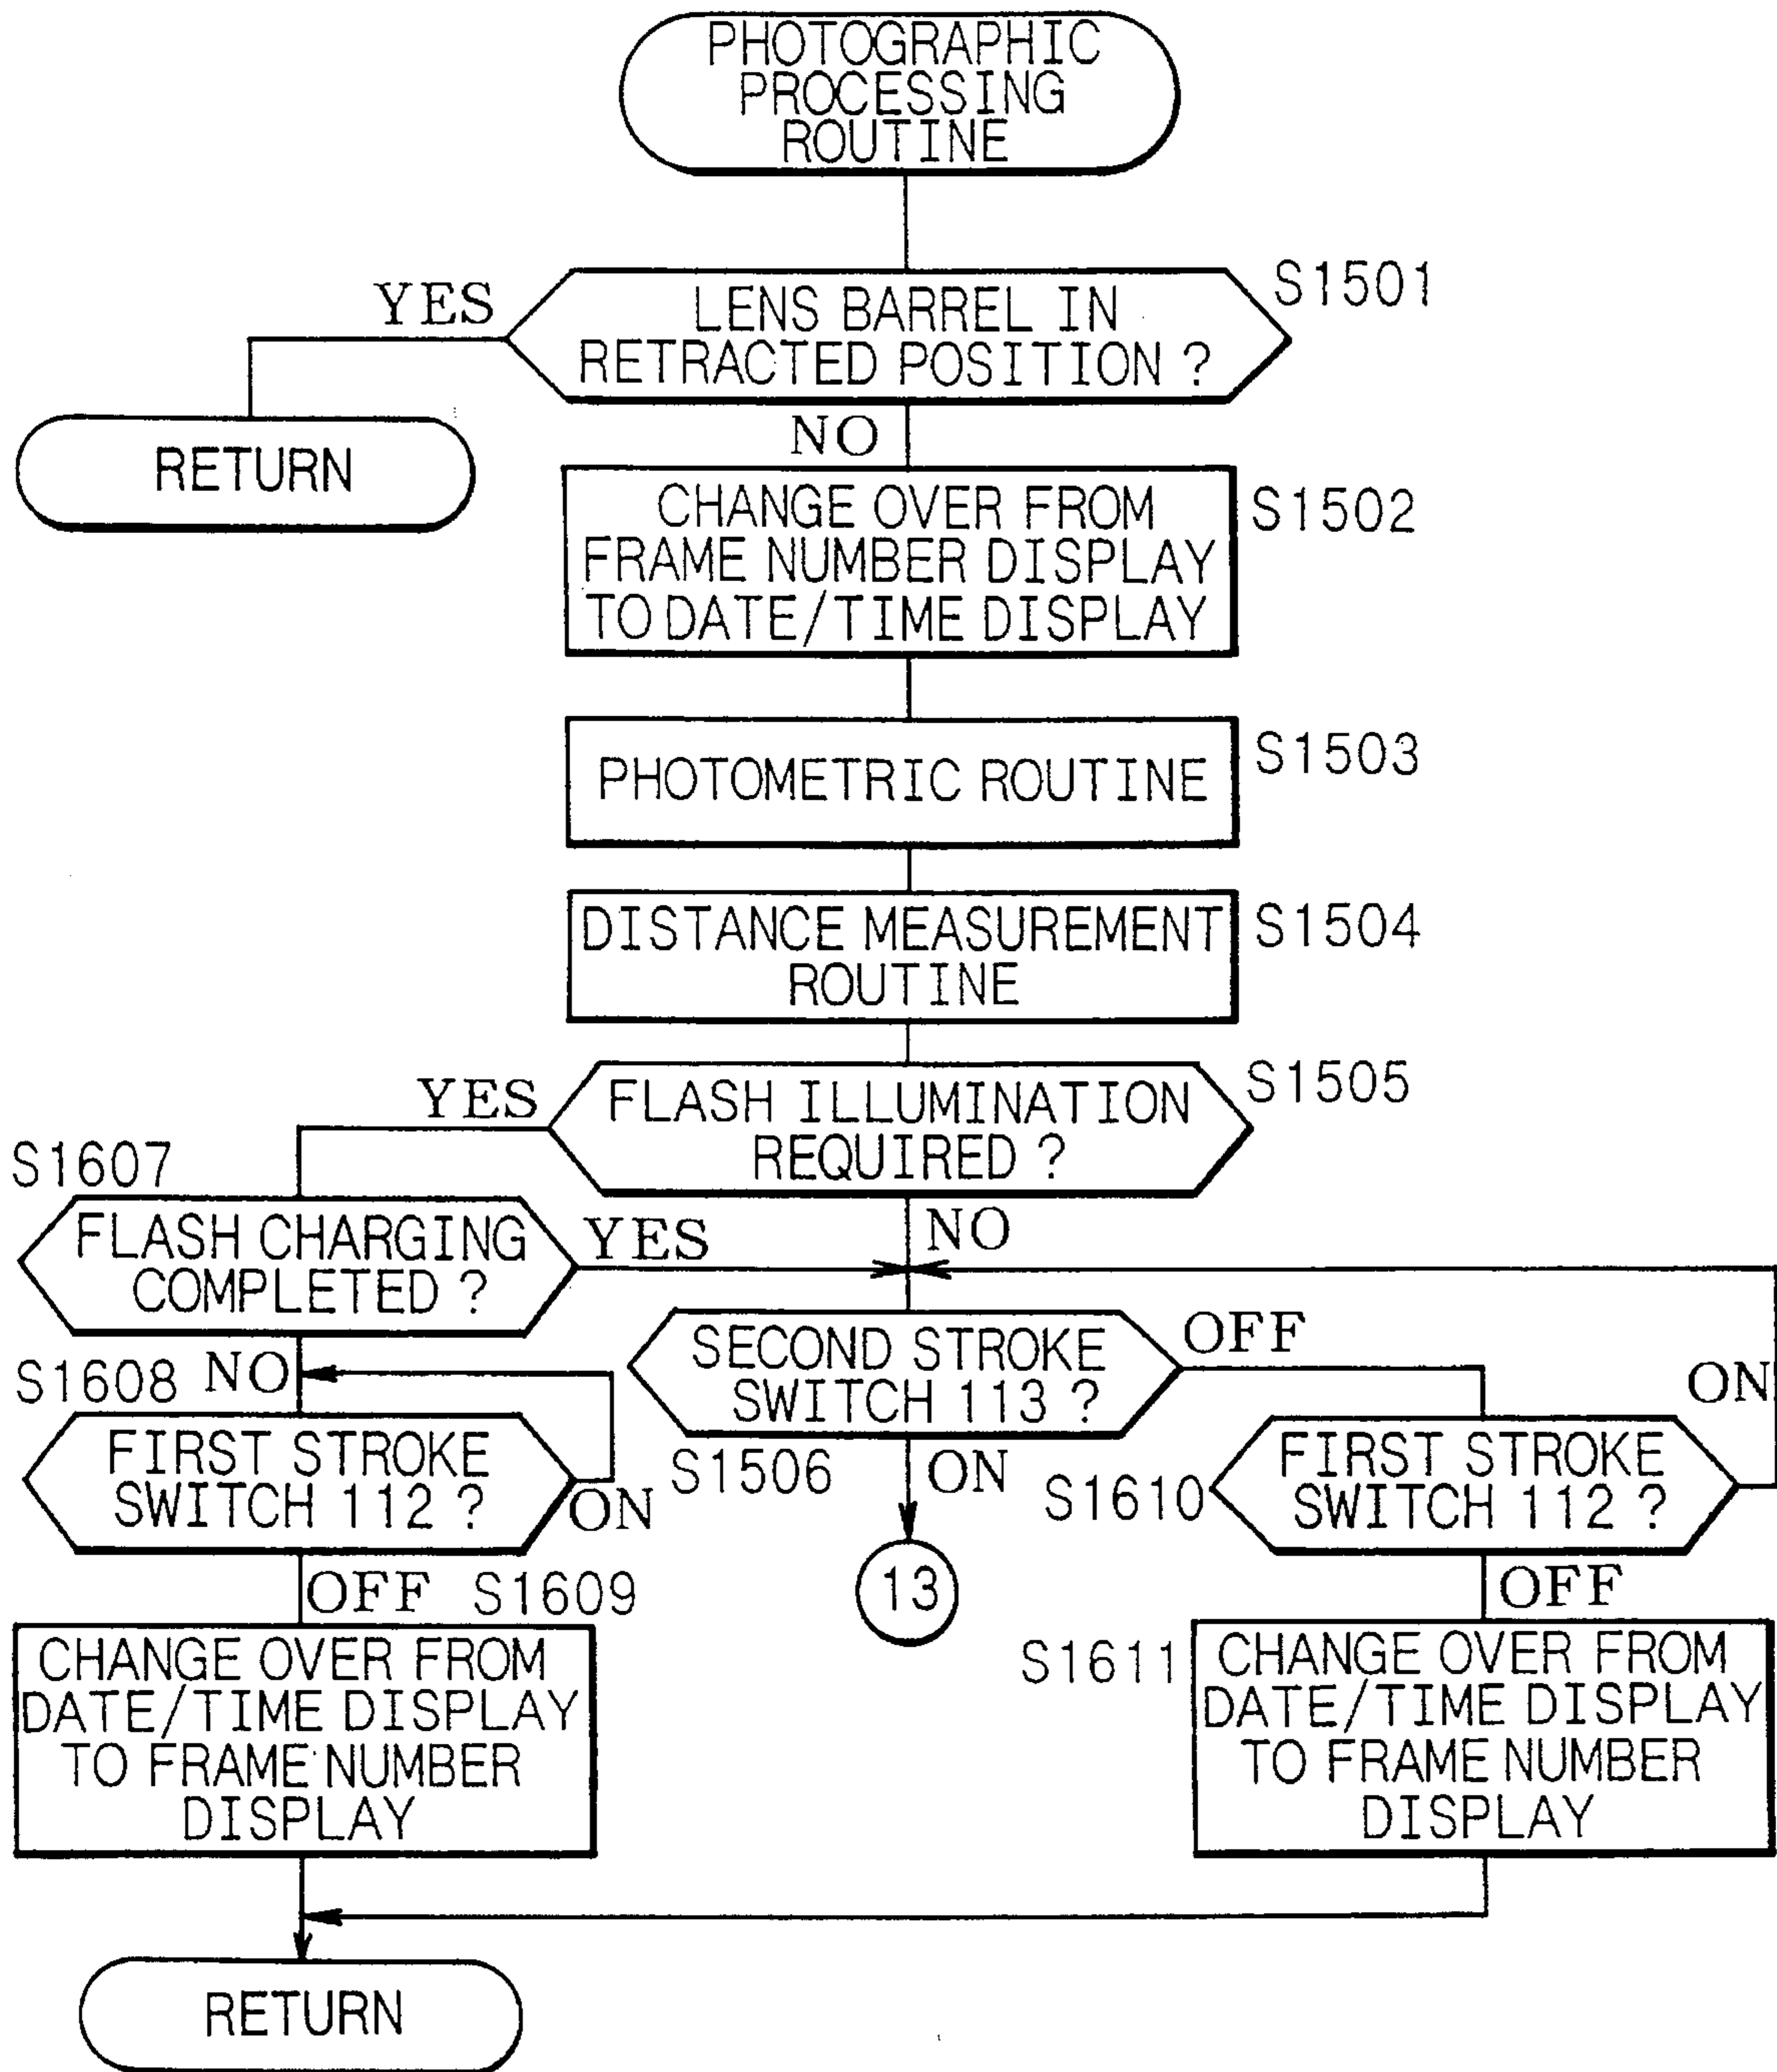 PHOTOGRAPHIC
PROCESSING
ROUTINE
S1501
YES
LENS BARREL IN
RETRACTED POSITION ?
RETURN
NO
CHANGE OVER FROM
FRAME NUMBER DISPLAY
TO DATE/TIME DISPLAY
S1502
PHOTOMETRIC ROUTINE
S1503
DISTANCE MEASUREMENT
ROUTINE
S1504
YES
FLASH ILLUMINATION
REQUIRED ?
S1505
S1607
FLASH CHARGING
COMPLETED ?
YES
NO
SECOND STROKE
SWITCH 113 ?
OFF
S1506
ON
13
S1608
NO
FIRST STROKE
SWITCH 112 ?
ON
OFF
S1609
CHANGE OVER FROM
DATE/TIME DISPLAY
TO FRAME NUMBER
DISPLAY
ON
S1610
FIRST STROKE
SWITCH 112 ?
OFF
S1611
CHANGE OVER FROM
DATE/TIME DISPLAY
TO FRAME NUMBER
DISPLAY
RETURN